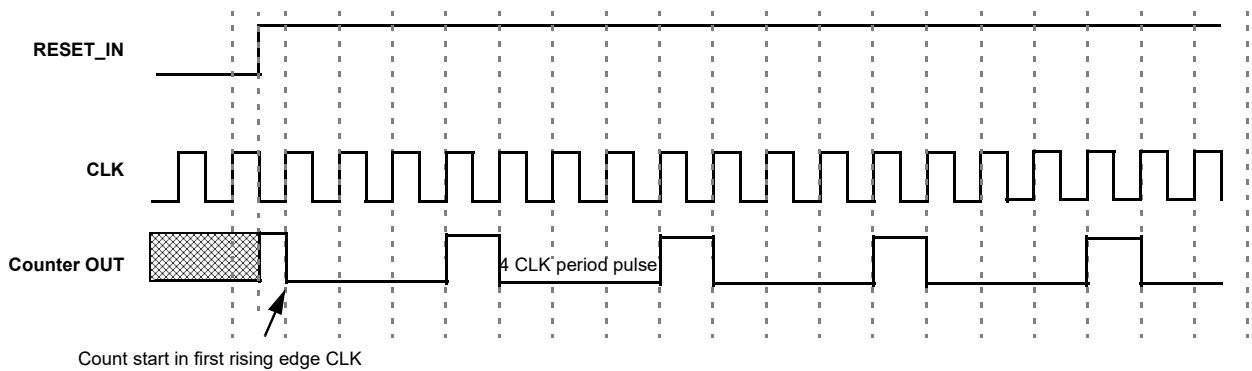 RESET_IN
CLK
Counter OUT
4 CLK period pulse
Count start in first rising edge CLK